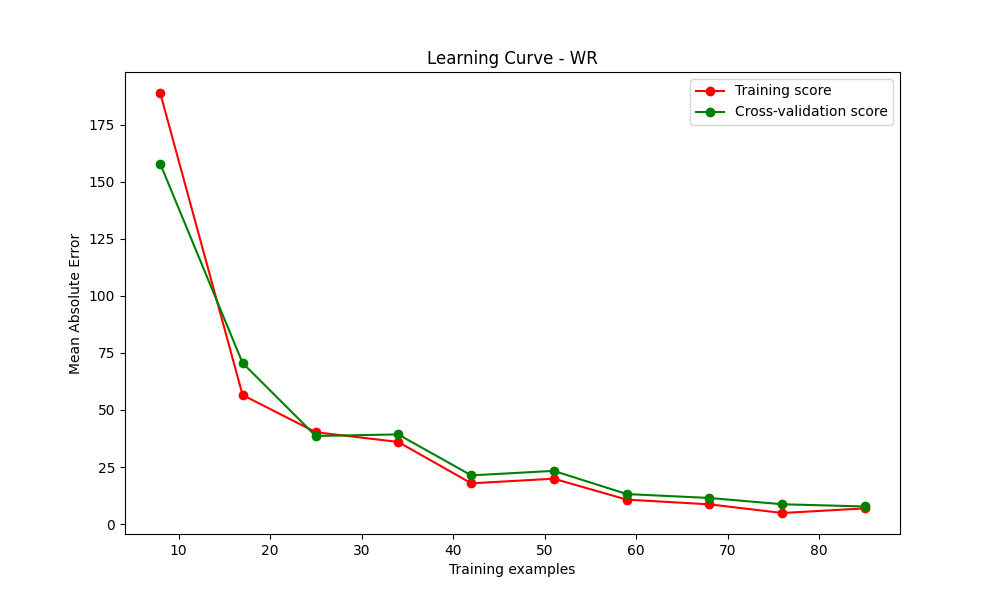 Learning Curve - WR
Training score
Cross-validation score
Mean Absolute Error
175
150
125
100
75
50
25
0
10 20 30 40 50 60 70 80
Training examples